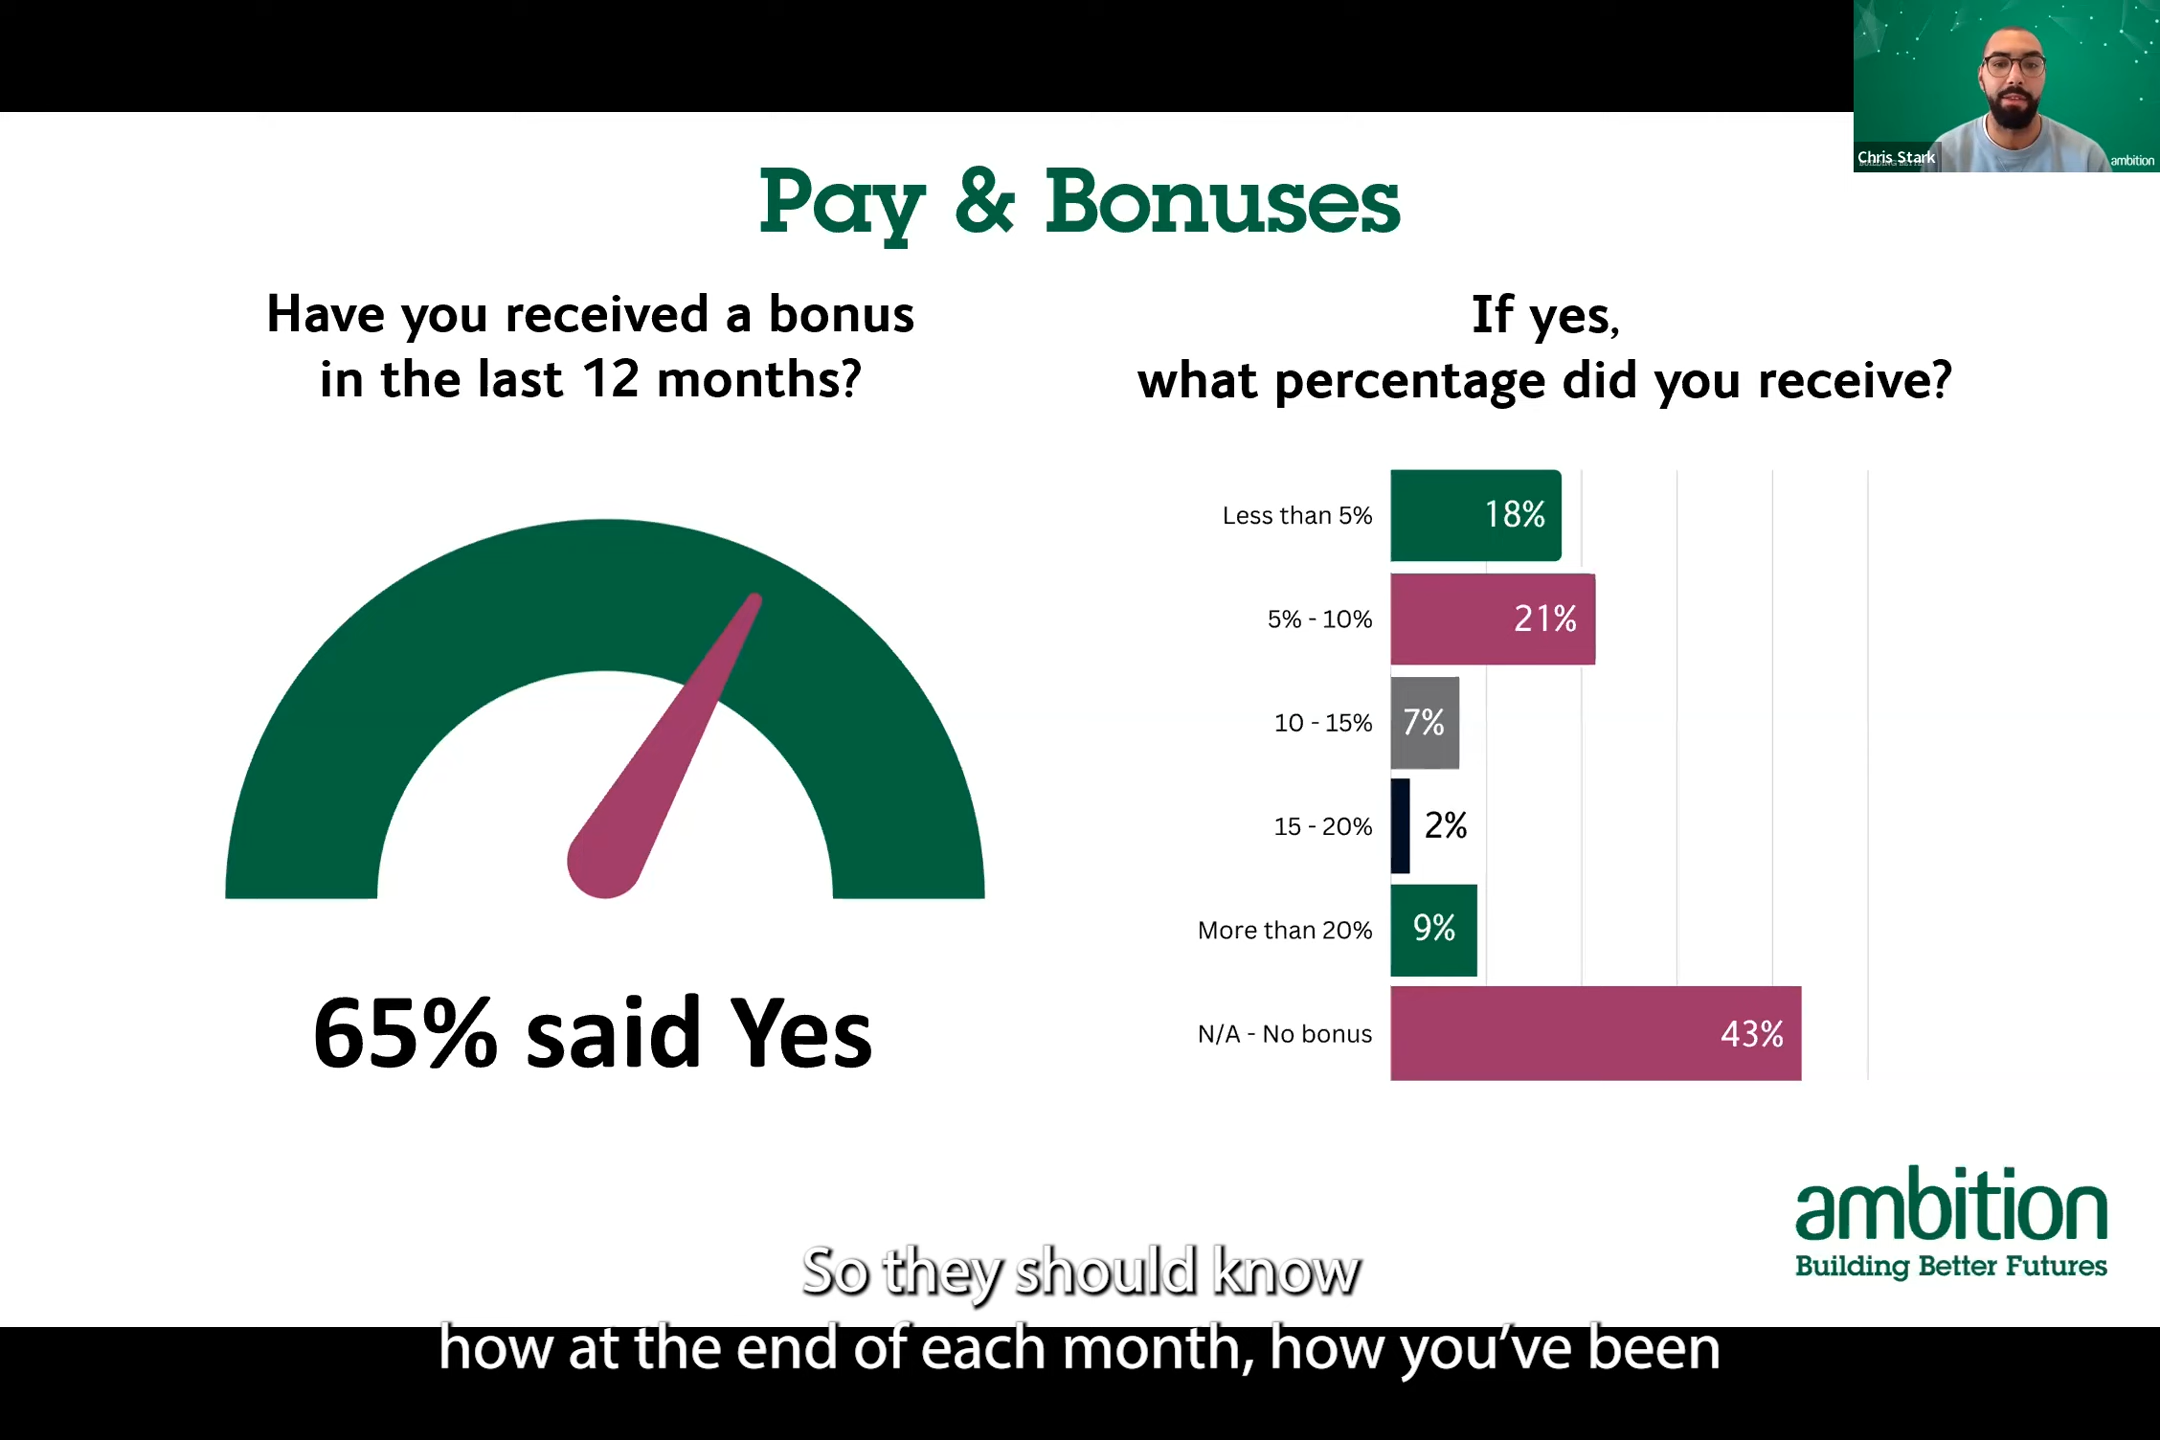 Pay & Bonuses
Chris Stark
ambition
Have you received a bonus
in the last 12 months?
65% said Yes
If yes,
what percentage did you receive?
Less than 5% 18%
5% - 10% 21%
10 - 15% 7%
15 - 20% 2%
More than 20% 9%
N/A - No bonus 43%
ambition
Building Better Futures
So they should know
how at the end of each month, how you've been